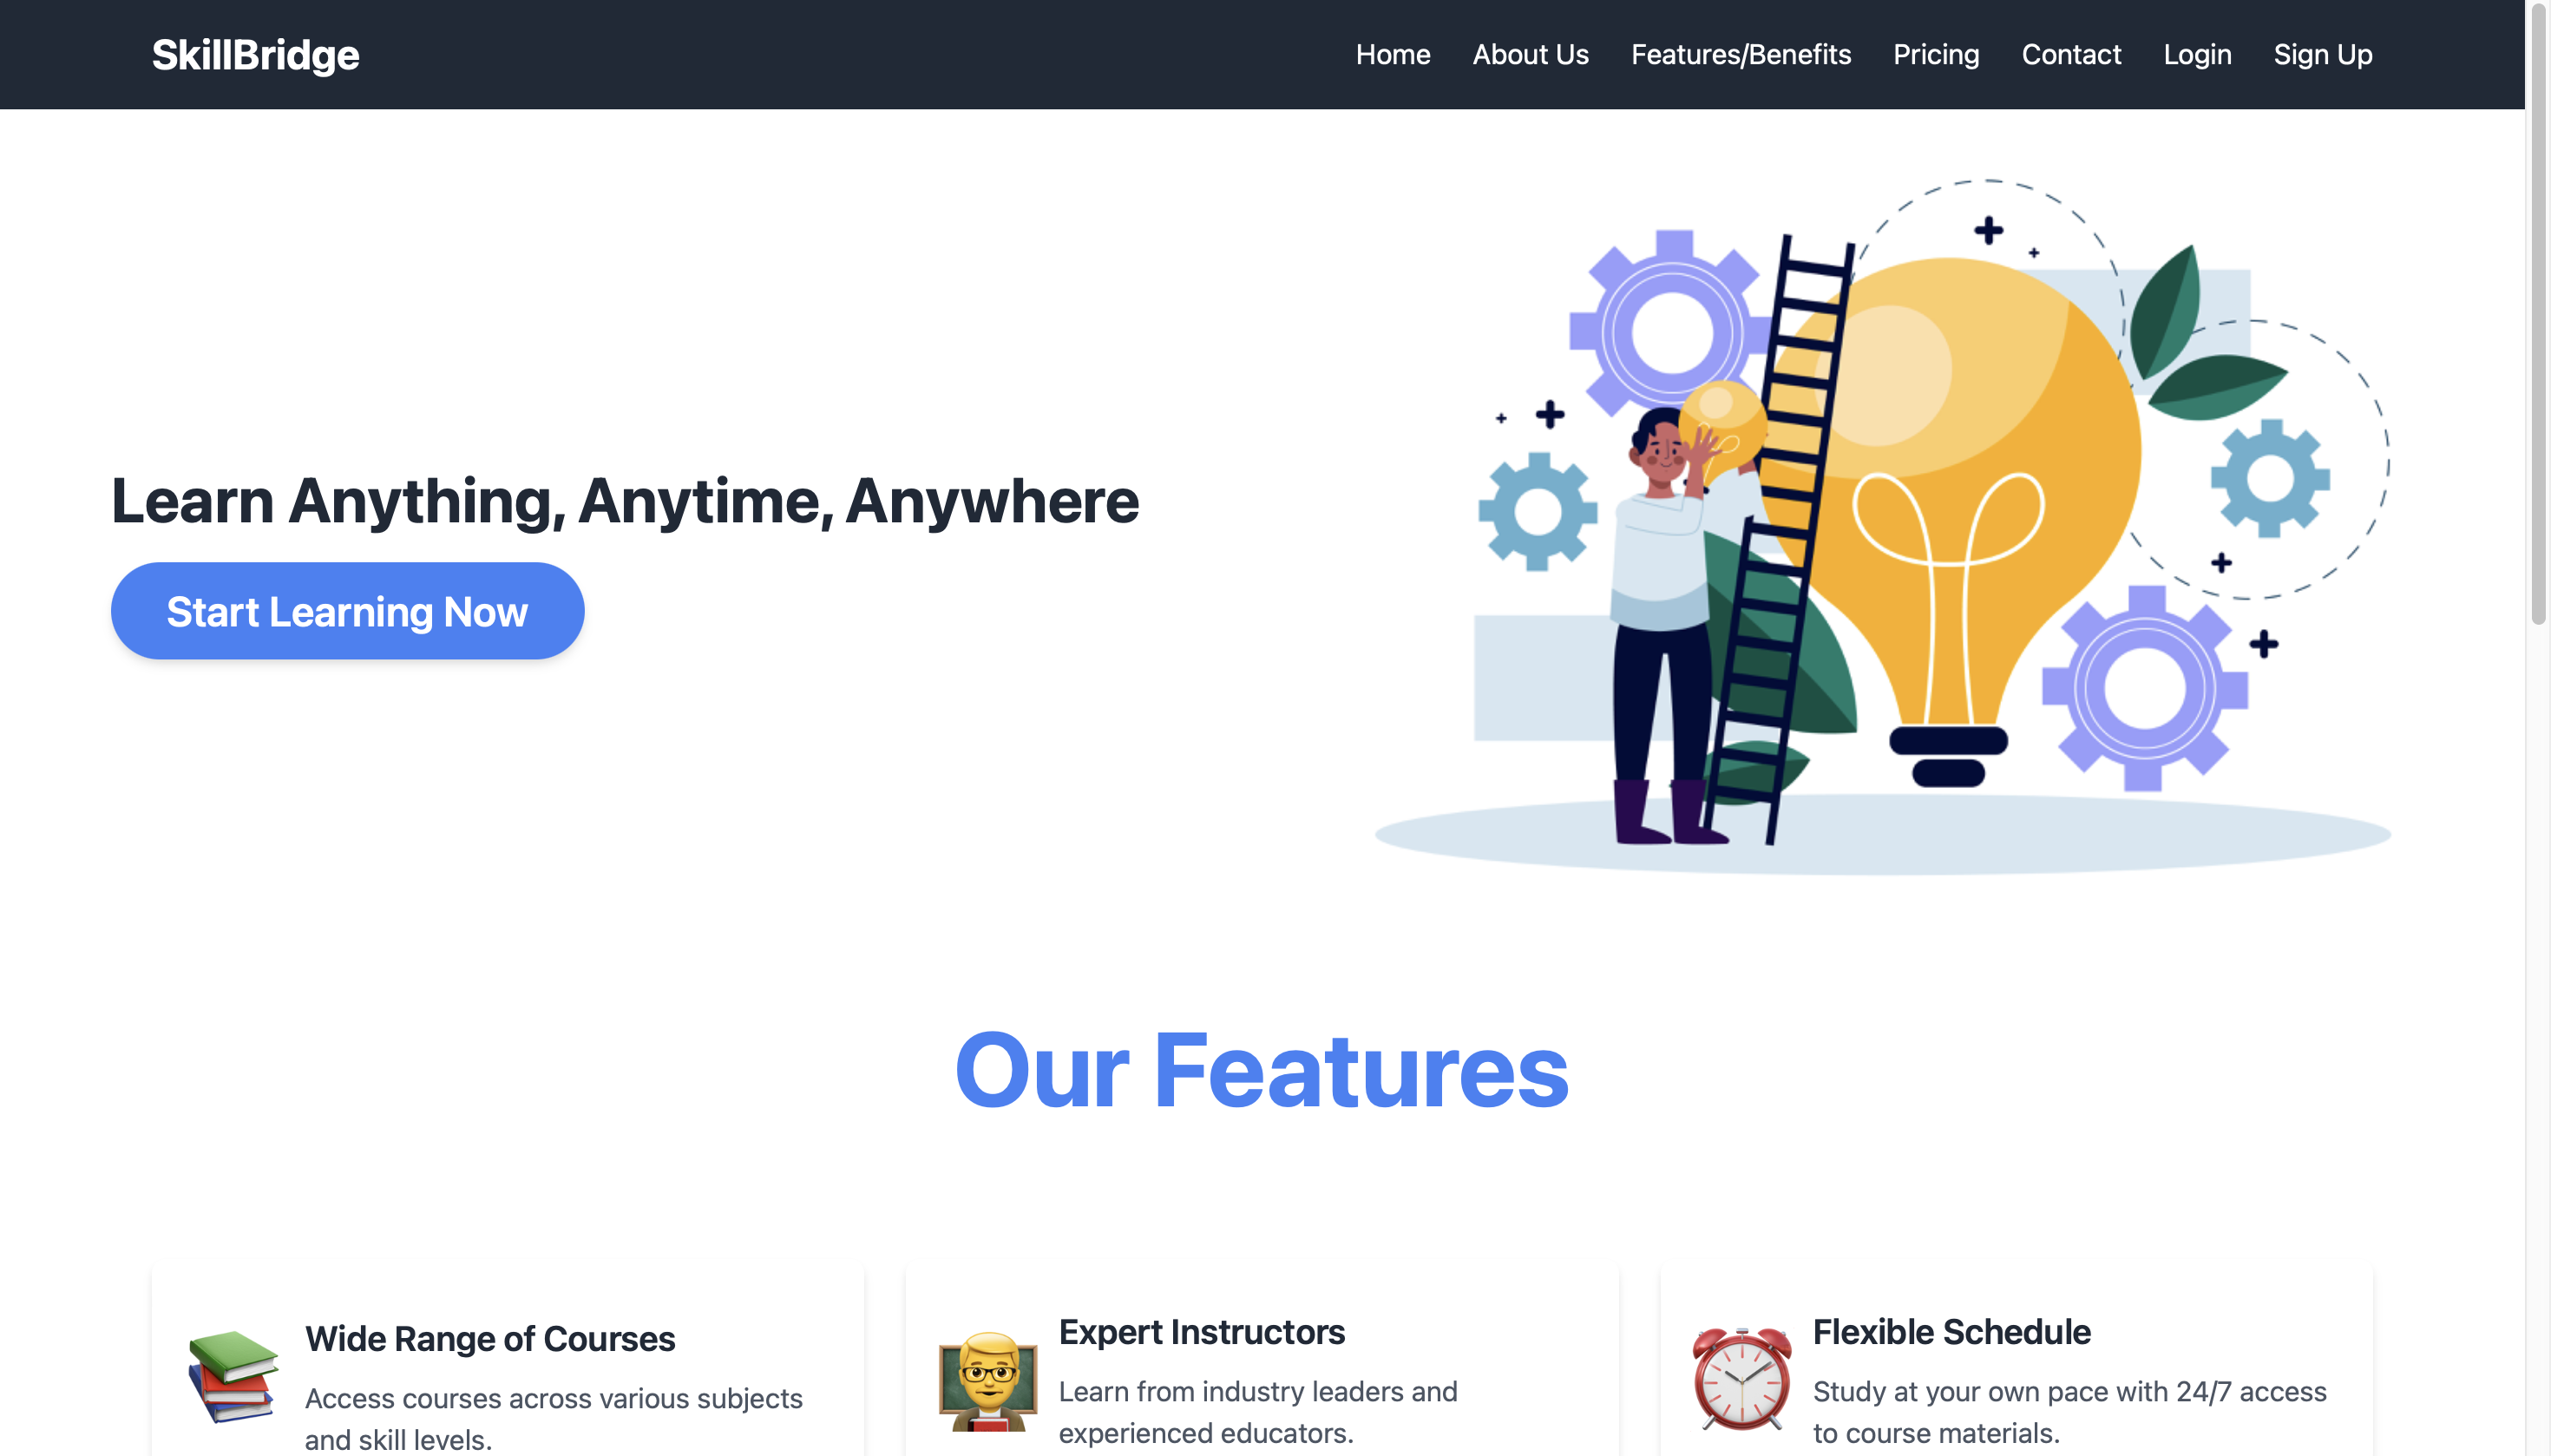 SkillBridge
Home About Us Features/Benefits Pricing Contact Login Sign Up
Learn Anything, Anytime, Anywhere
Start Learning Now
Our Features
Wide Range of Courses
Access courses across various subjects
and skill levels.
Expert Instructors
Learn from industry leaders and
experienced educators.
Flexible Schedule
Study at your own pace with 24/7 access
to course materials.